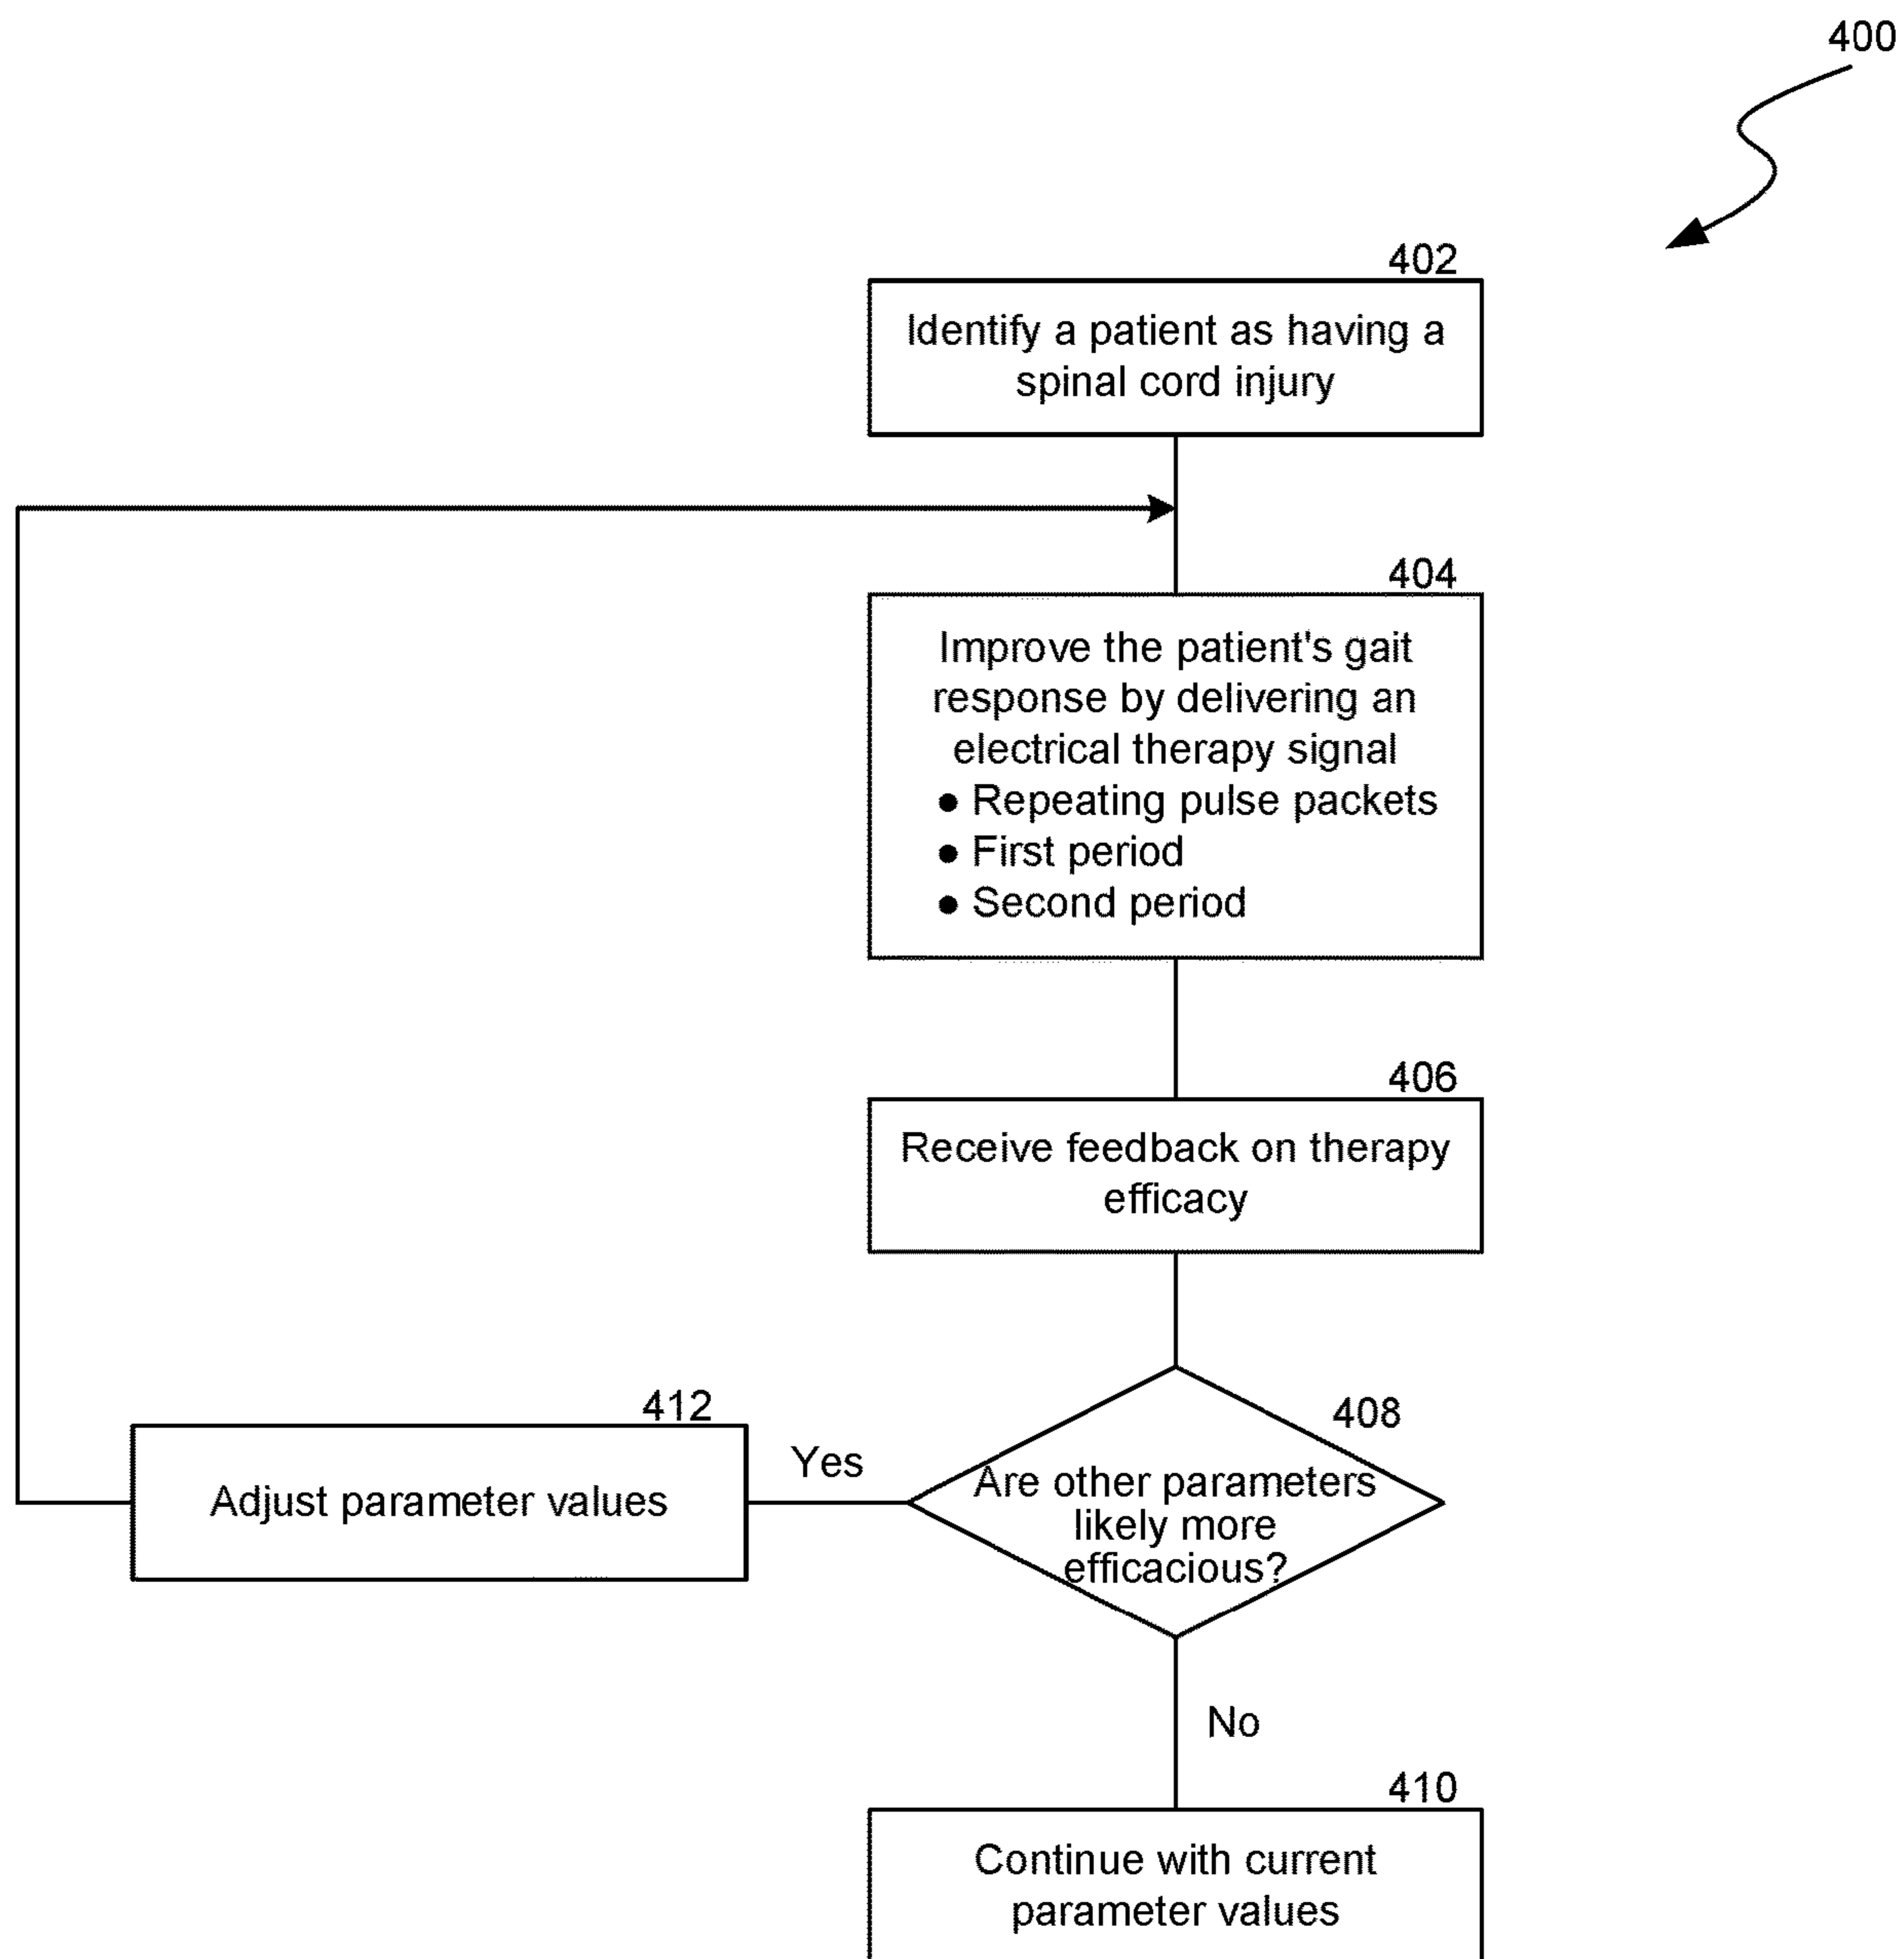 400
402
Identify a patient as having a
spinal cord injury
404
Improve the patient's gait
response by delivering an
electrical therapy signal
● Repeating pulse packets
● First period
● Second period
406
Receive feedback on therapy
efficacy
408
Are other parameters
likely more
efficacious?
Yes
412
Adjust parameter values
No
410
Continue with current
parameter values